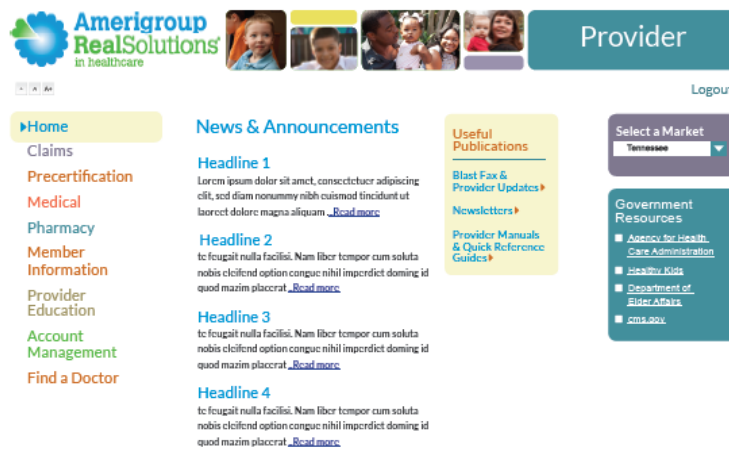 Amerigroup
RealSolutions
in healthcare
Provider
A A A+
Logout
Home
Claims
Precertification
Medical
Pharmacy
Member
Information
Provider
Education
Account
Management
Find a Doctor
News & Announcements
Headline 1
Lorem ipsum dolor sit amet, consectetuer adipiscing
elit, sed diam nonummy nibh euismod tincidunt ut
laoreet dolore magna aliquam ...Read more
Headline 2
te feugait nulla facilisi. Nam liber tempor cum soluta
nobis eleifend option congue nihil imperdiet doming id
quod mazim placerat ...Read more
Headline 3
te feugait nulla facilisi. Nam liber tempor cum soluta
nobis eleifend option congue nihil imperdiet doming id
quod mazim placerat ...Read more
Headline 4
te feugait nulla facilisi. Nam liber tempor cum soluta
nobis eleifend option congue nihil imperdiet doming id
quod mazim placerat ...Read more
Useful
Publications
Blast Fax &
Provider Updates
Newsletters
Provider Manuals
& Quick Reference
Guides
Select a Market
Tennessee
Government
Resources
Agency for Health
Care Administration
Healthy Kids
Department of
Elder Affairs
cms.gov